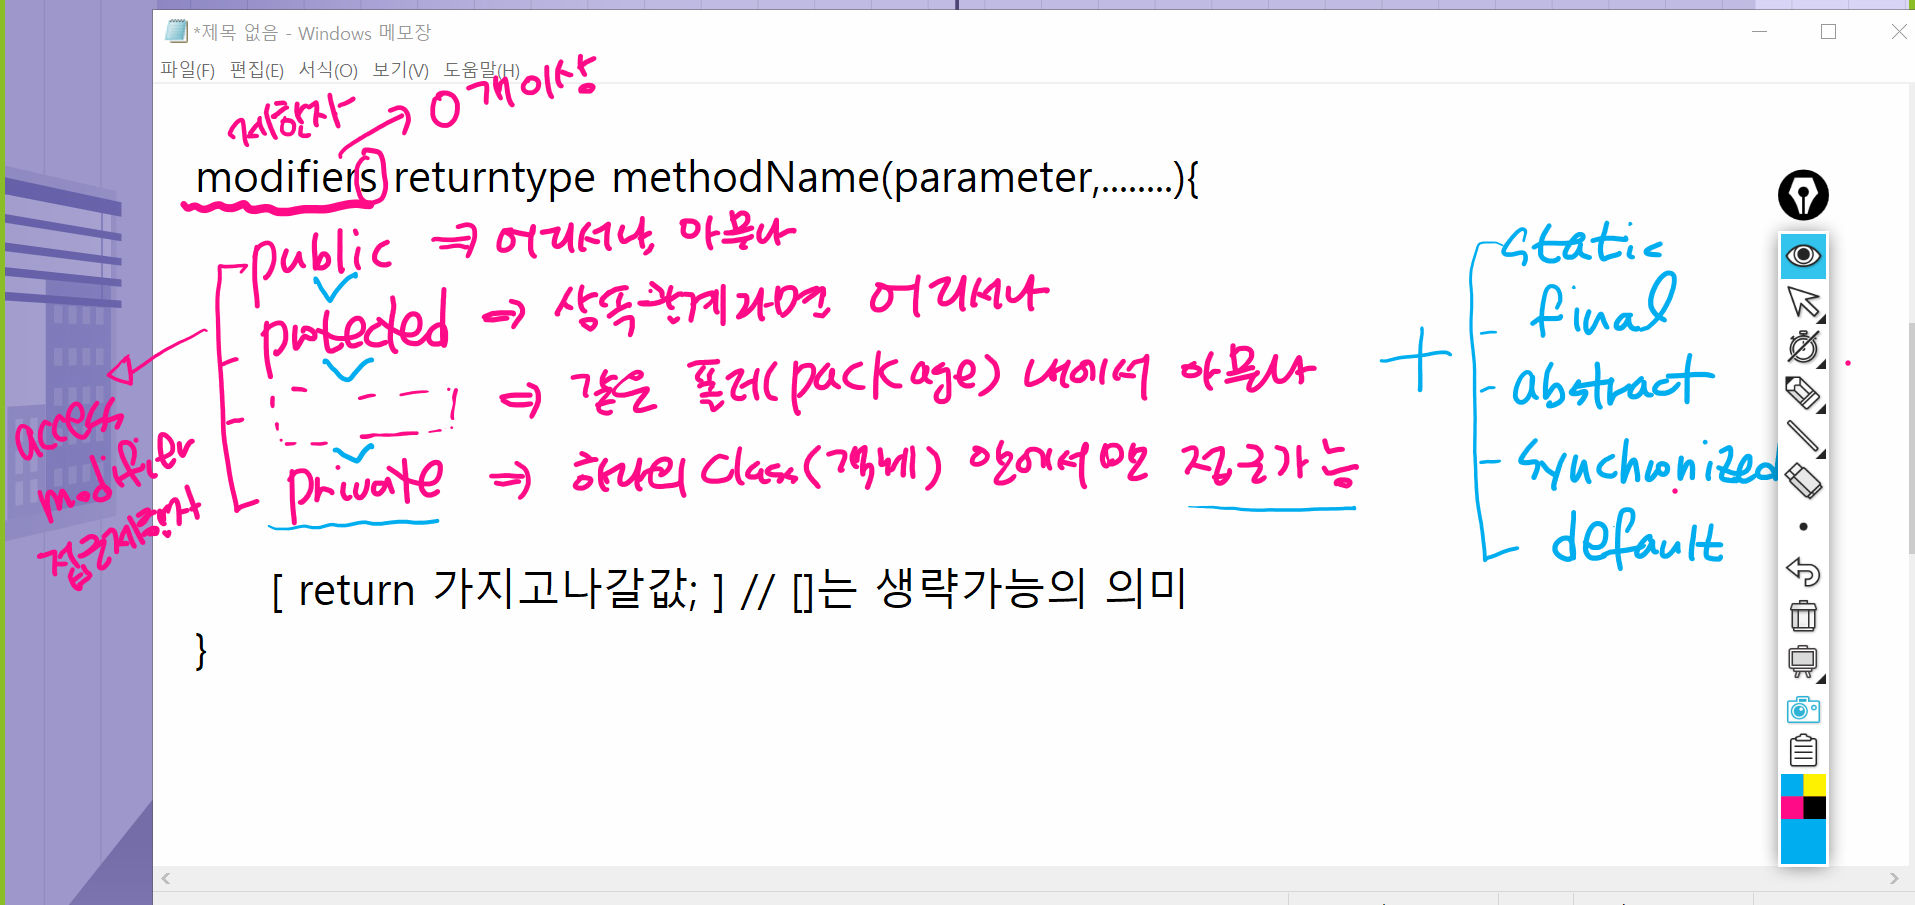 *제목 없음 - Windows 메모장
파일(F) 편집(E) 서식(O) 보기(V) 도움말(H)
제한자 → 0개이상
modifiers returntype methodName(parameter,........){
public ⇒ 어디서나, 아무나
protected ⇒ 상속관계라면 어디서나
⇒ 같은 폴더(package) 내에서 아무나
private ⇒ 하나의 class(객체) 안에서만 접근가능
access
modifier
접근제한자
+
static
final
abstract
synchronized
default
[ return 가지고나갈값; ] // []는 생략가능의 의미
}